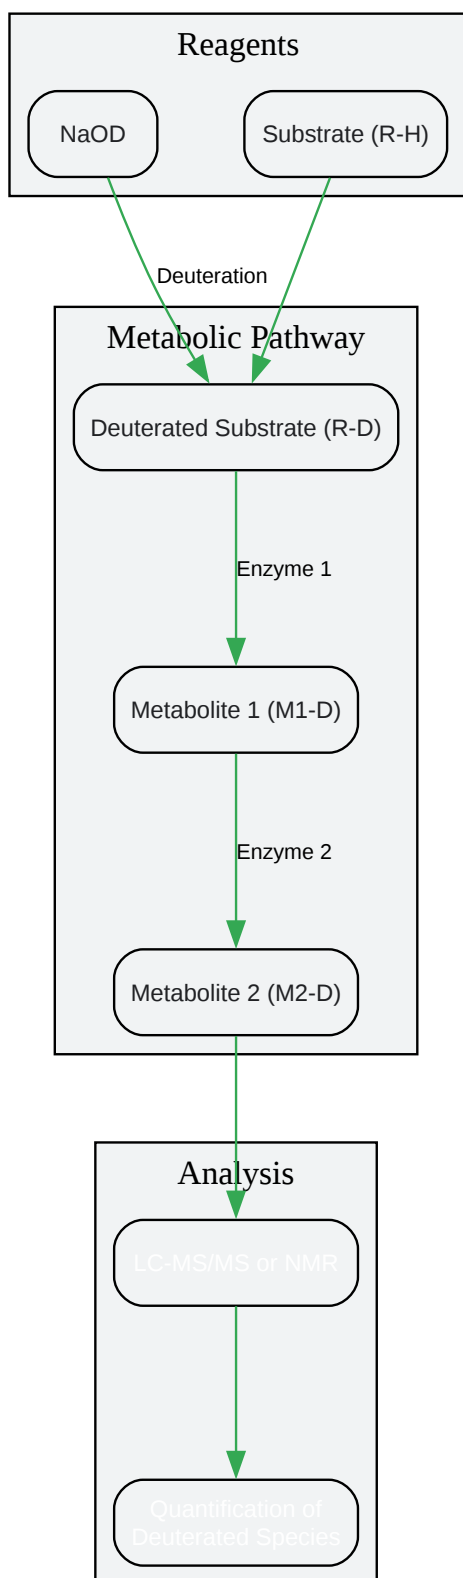 Reagents
NaOD
Substrate (R-H)
Deuteration
Metabolic Pathway
Deuterated Substrate (R-D)
Enzyme 1
Metabolite 1 (M1-D)
Enzyme 2
Metabolite 2 (M2-D)
Analysis
LC-MS/MS or NMR
Quantification of
Deuterated Species